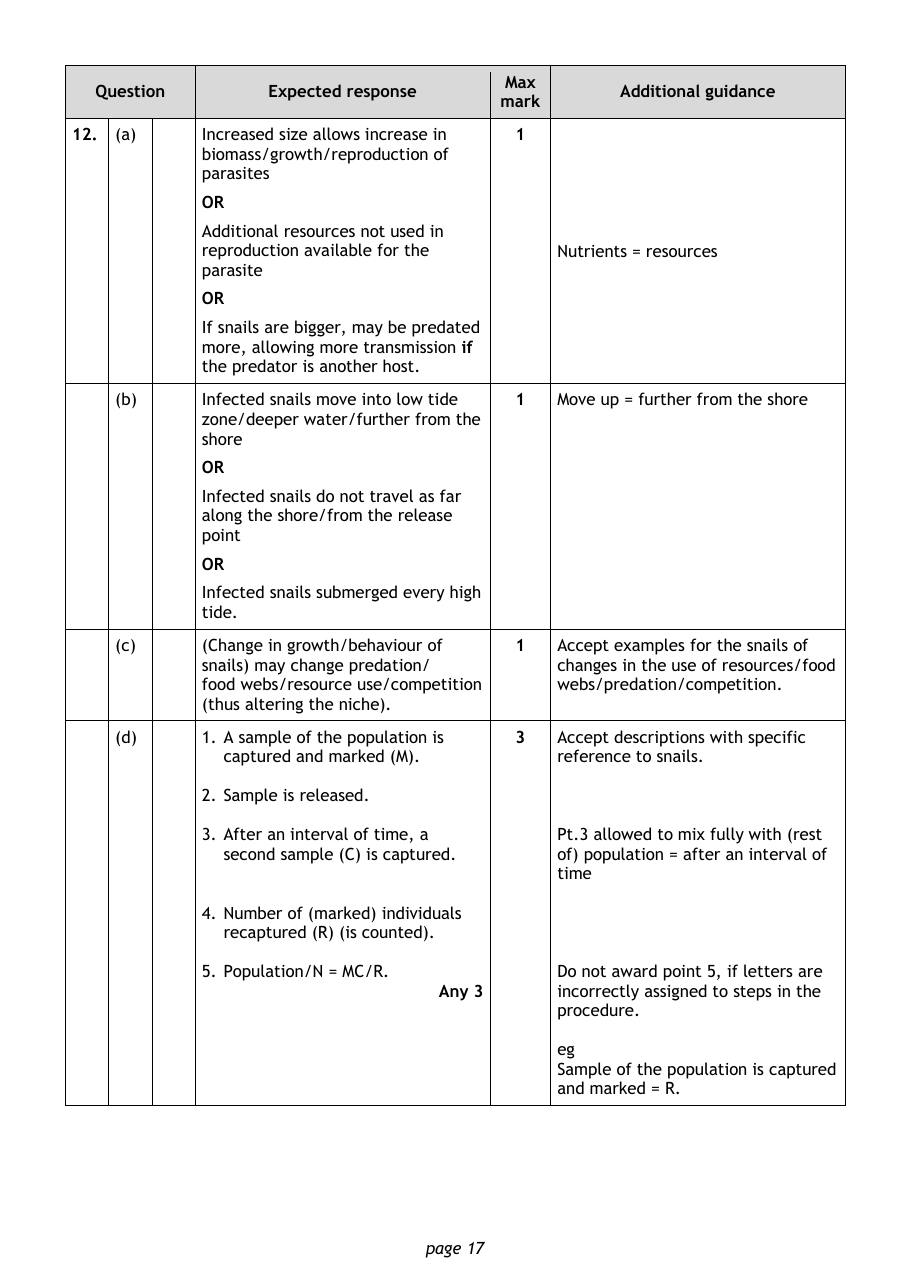 Question
Expected response
Max
mark
Additional guidance
12.
(a)
Increased size allows increase in
biomass/growth/reproduction of
parasites
OR
Additional resources not used in
reproduction available for the
parasite
OR
If snails are bigger, may be predated
more, allowing more transmission if
the predator is another host.
1
Nutrients = resources
(b)
Infected snails move into low tide
zone/deeper water/further from the
shore
OR
Infected snails do not travel as far
along the shore/from the release
point
OR
Infected snails submerged every high
tide.
1
Move up = further from the shore
(c)
(Change in growth/behaviour of
snails) may change predation/
food webs/resource use/competition
(thus altering the niche).
1
Accept examples for the snails of
changes in the use of resources/food
webs/predation/competition.
(d)
1. A sample of the population is
captured and marked (M).
2. Sample is released.
3. After an interval of time, a
second sample (C) is captured.
4. Number of (marked) individuals
recaptured (R) (is counted).
5. Population/N = MC/R.
Any 3
3
Accept descriptions with specific
reference to snails.
Pt.3 allowed to mix fully with (rest
of) population = after an interval of
time
Do not award point 5, if letters are
incorrectly assigned to steps in the
procedure.
eg
Sample of the population is captured
and marked = R.
page 17